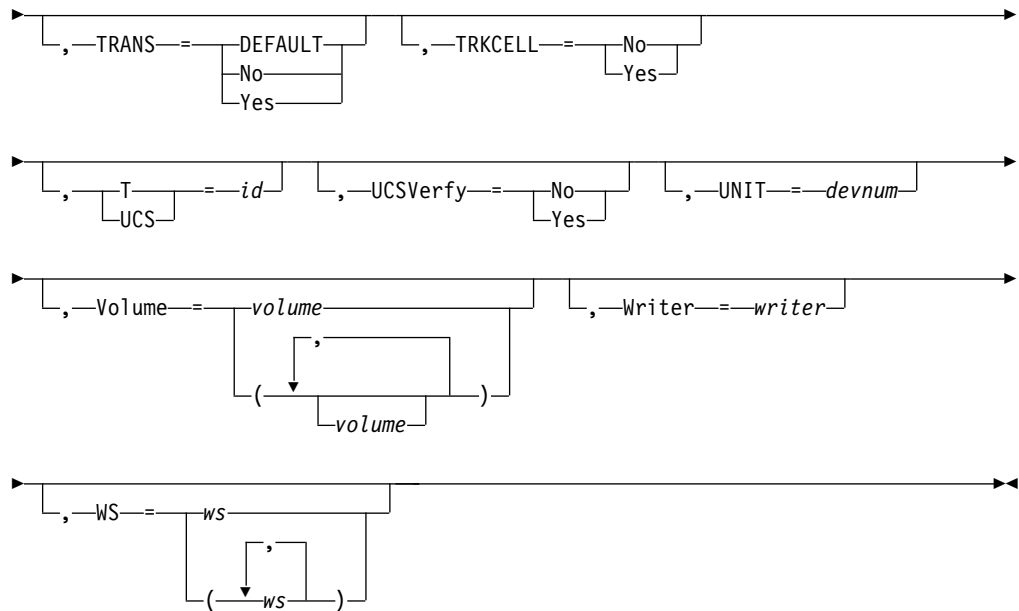 , TRANS = DEFAULT , TRKCELL = No
No Yes
Yes
, T = id , UCSVerfy = No , UNIT = devnum
UCS Yes
, Volume = volume , Writer = writer
,
( volume )
, WS = ws
,
( ws )